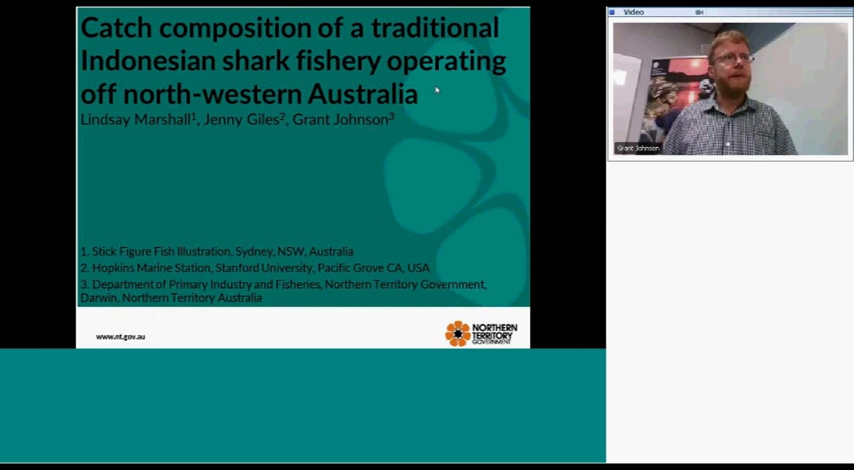 Catch composition of a traditional
Indonesian shark fishery operating
off north-western Australia
Lindsay Marshall1, Jenny Giles2, Grant Johnson3
1. Stick Figure Fish Illustration, Sydney, NSW, Australia
2. Hopkins Marine Station, Stanford University, Pacific Grove CA, USA
3. Department of Primary Industry and Fisheries, Northern Territory Government,
Darwin, Northern Territory Australia
www.nt.gov.au
NORTHERN
TERRITORY
GOVERNMENT
Video
Grant Johnson